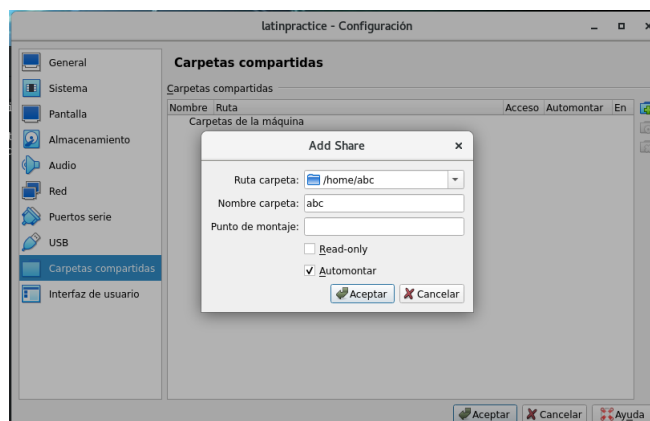 latinpractice - Configuración
General
Sistema
Pantalla
Almacenamiento
Audio
Red
Puertos serie
USB
Carpetas compartidas
Interfaz de usuario
Carpetas compartidas
Carpetas compartidas
Nombre Ruta Acceso Automontar En
Carpetas de la máquina
Add Share
Ruta carpeta: /home/abc
Nombre carpeta: abc
Punto de montaje:
Read-only
Automontar
Aceptar Cancelar
Aceptar Cancelar Ayuda